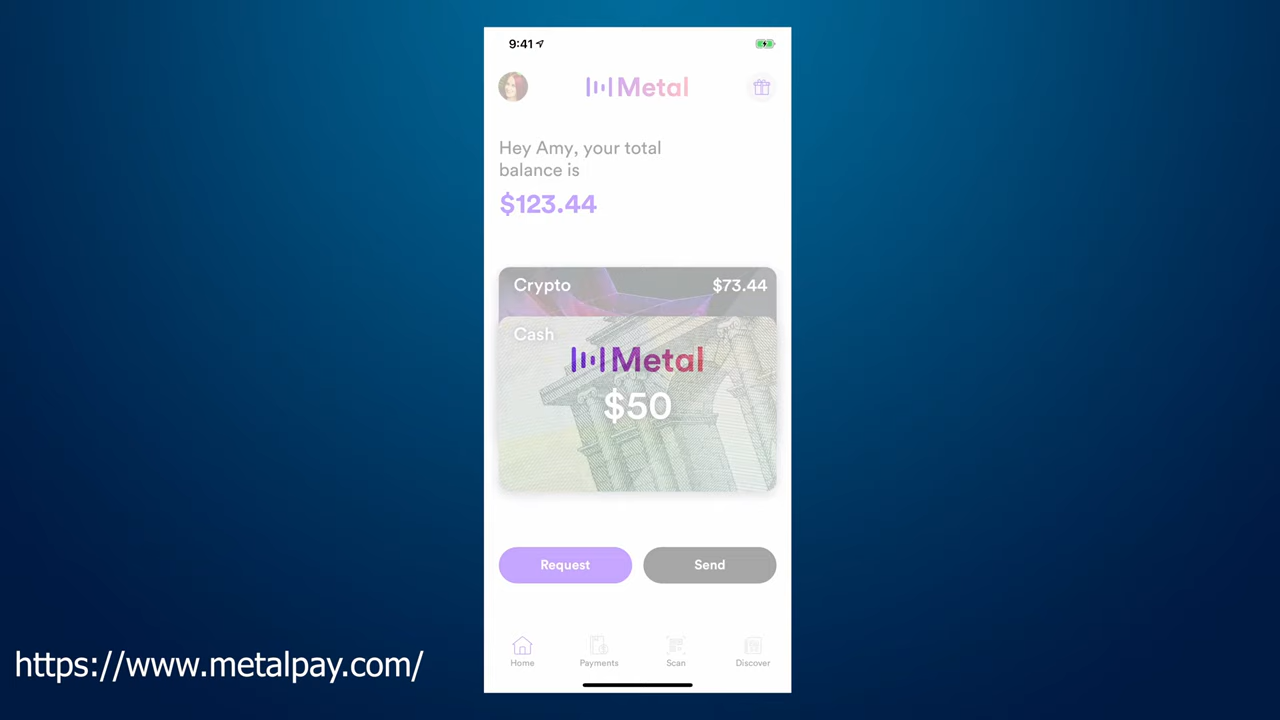 9:41
Metal
Hey Amy, your total
balance is
$123.44
Crypto $73.44
Cash
Metal
$50
Request Send
Home Payments Scan Discover
https://www.metalpay.com/